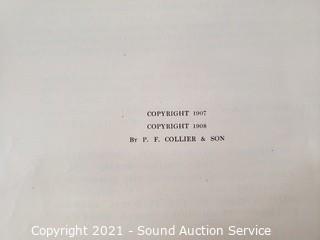 COPYRIGHT 1907
COPYRIGHT 1908
BY P. F. COLLIER & SON
Copyright 2021 - Sound Auction Service